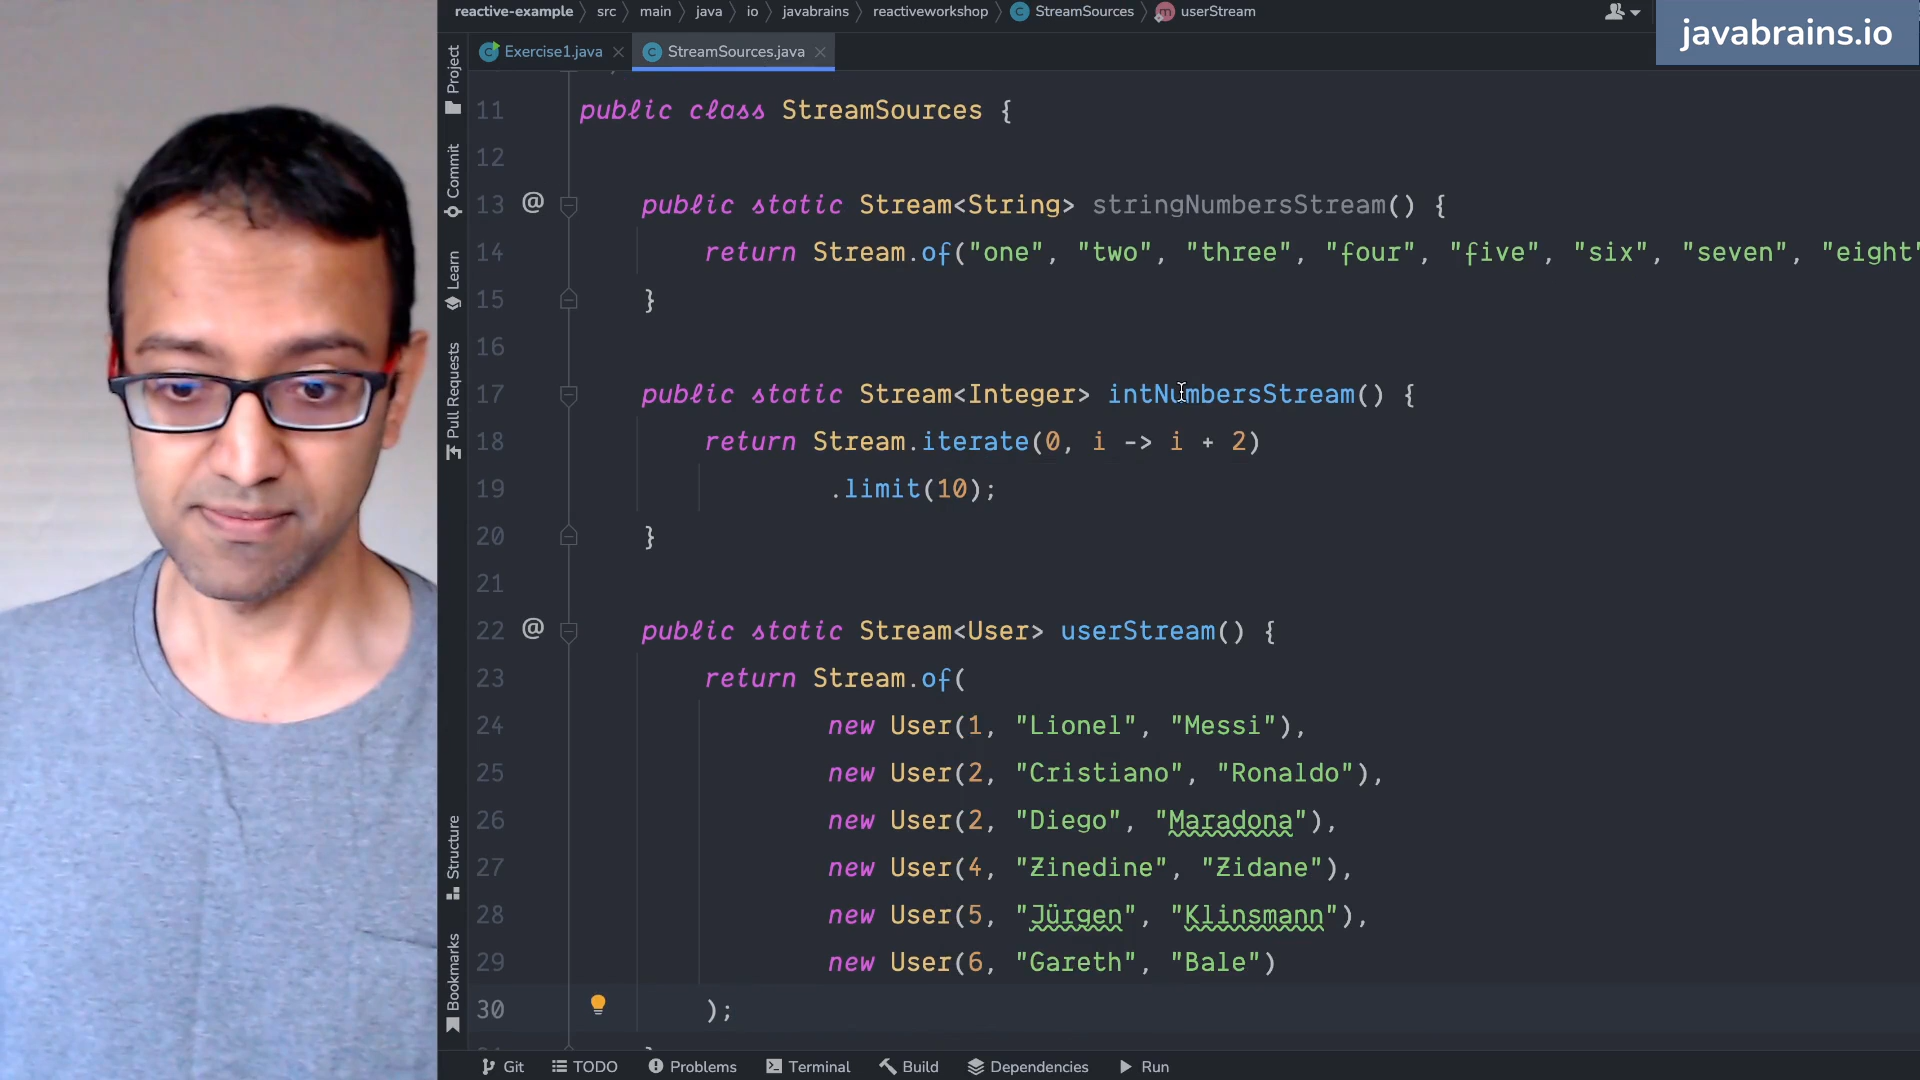 reactive-example > src > main > java > io > javabrains > reactiveworkshop > StreamSources > userStream
javabrains.io
Exercise1.java
StreamSources.java
Project
Commit
Learn
Pull Requests
Structure
Bookmarks
11 public class StreamSources {
12
13 @ public static Stream<String> stringNumbersStream() {
14 return Stream.of("one", "two", "three", "four", "five", "six", "seven", "eight"
15 }
16
17 public static Stream<Integer> intNumbersStream() {
18 return Stream.iterate(0, i -> i + 2)
19 .limit(10);
20 }
21
22 @ public static Stream<User> userStream() {
23 return Stream.of(
24 new User(1, "Lionel", "Messi"),
25 new User(2, "Cristiano", "Ronaldo"),
26 new User(2, "Diego", "Maradona"),
27 new User(4, "Zinedine", "Zidane"),
28 new User(5, "Jürgen", "Klinsmann"),
29 new User(6, "Gareth", "Bale")
30 );
Git TODO Problems Terminal Build Dependencies Run